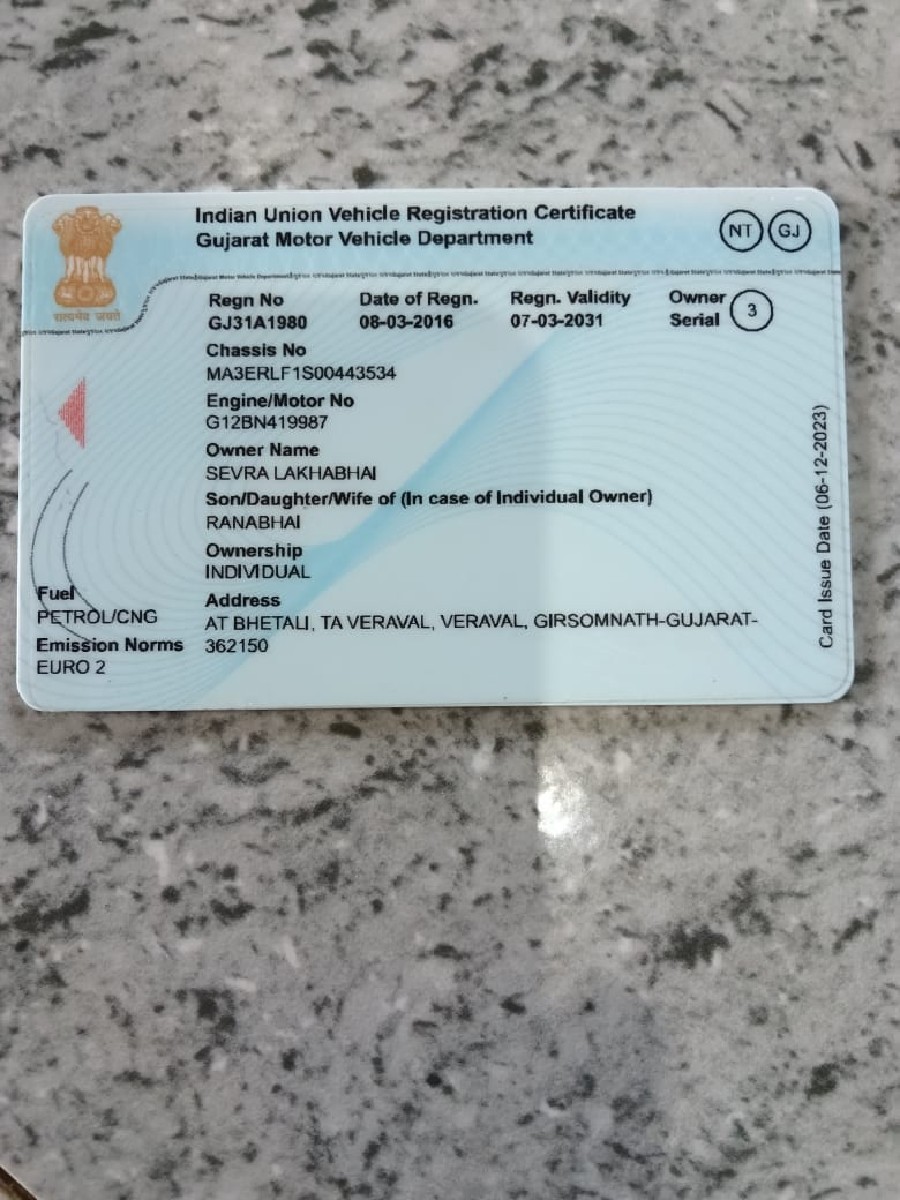 Indian Union Vehicle Registration Certificate
Gujarat Motor Vehicle Department
NT GJ
सत्यमेव जयते
Regn No Date of Regn. Regn. Validity Owner Serial 3
GJ31A1980 08-03-2016 07-03-2031
Chassis No
MA3ERLF1S00443534
Engine/Motor No
G12BN419987
Owner Name
SEVRA LAKHABHAI
Son/Daughter/Wife of (In case of Individual Owner)
RANABHAI
Ownership
INDIVIDUAL
Fuel
PETROL/CNG
Emission Norms
EURO 2
Address
AT BHETALI, TA VERAVAL, VERAVAL, GIRSOMNATH-GUJARAT-
362150
Card Issue Date (06-12-2023)